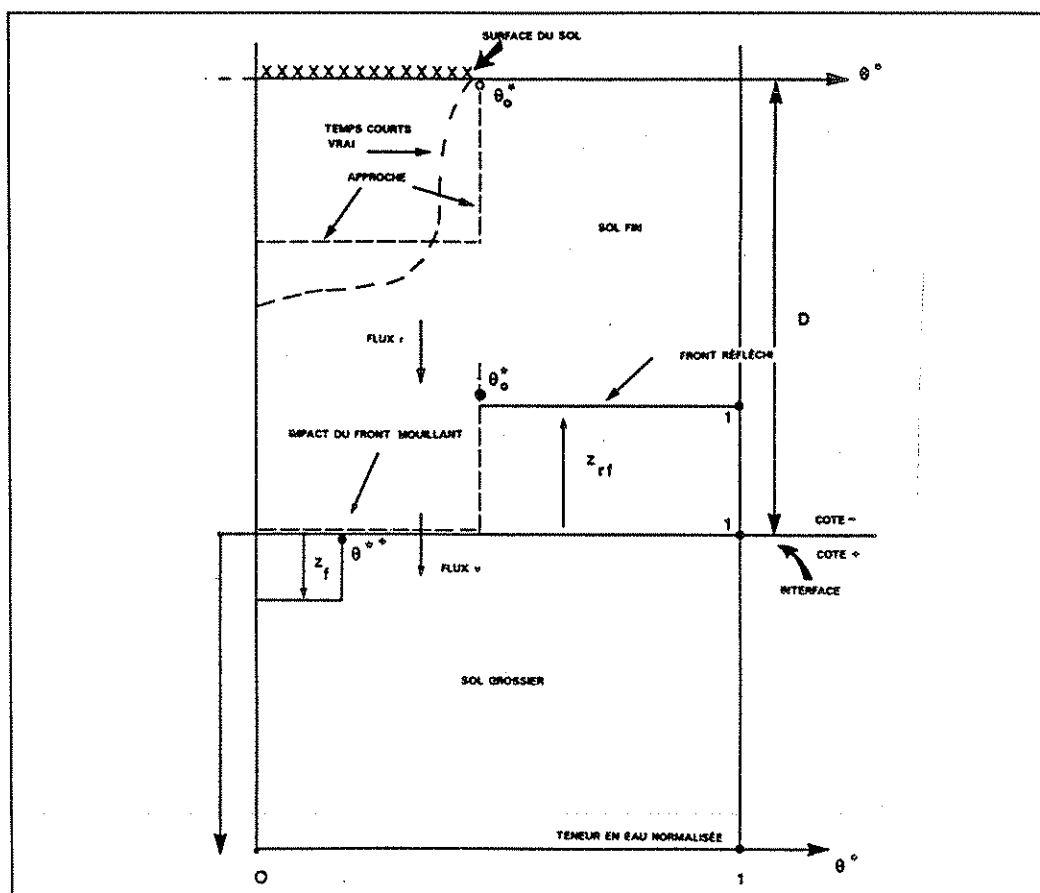 SURFACE DU SOL
X X X X X X X X X X X X X X X
θ*
θ₀*
TEMPS COURTS
VRAI
APPROCHE
SOL FIN
D
FLUX r
FRONT RÉFLÉCHI
θ₀*
1
IMPACT DU FRONT MOUILLANT
z_rf
1
COTE -
COTE +
z_f
θ*+
FLUX v
INTERFACE
SOL GROSSIER
TENEUR EN EAU NORMALISÉE
θ*
0
1